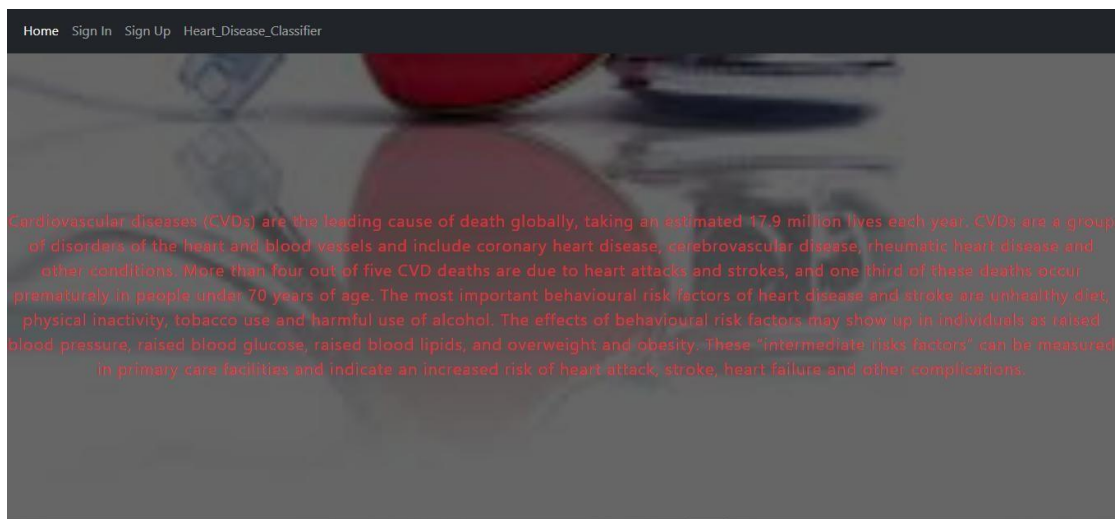 Home Sign In Sign Up Heart_Disease_Classifier
Cardiovascular diseases (CVDs) are the leading cause of death globally, taking an estimated 17.9 million lives each year. CVDs are a group
of disorders of the heart and blood vessels and include coronary heart disease, cerebrovascular disease, rheumatic heart disease and
other conditions. More than four out of five CVD deaths are due to heart attacks and strokes, and one third of these deaths occur
prematurely in people under 70 years of age. The most important behavioural risk factors of heart disease and stroke are unhealthy diet,
physical inactivity, tobacco use and harmful use of alcohol. The effects of behavioural risk factors may show up in individuals as raised
blood pressure, raised blood glucose, raised blood lipids, and overweight and obesity. These "intermediate risks factors" can be measured
in primary care facilities and indicate an increased risk of heart attack, stroke, heart failure and other complications.